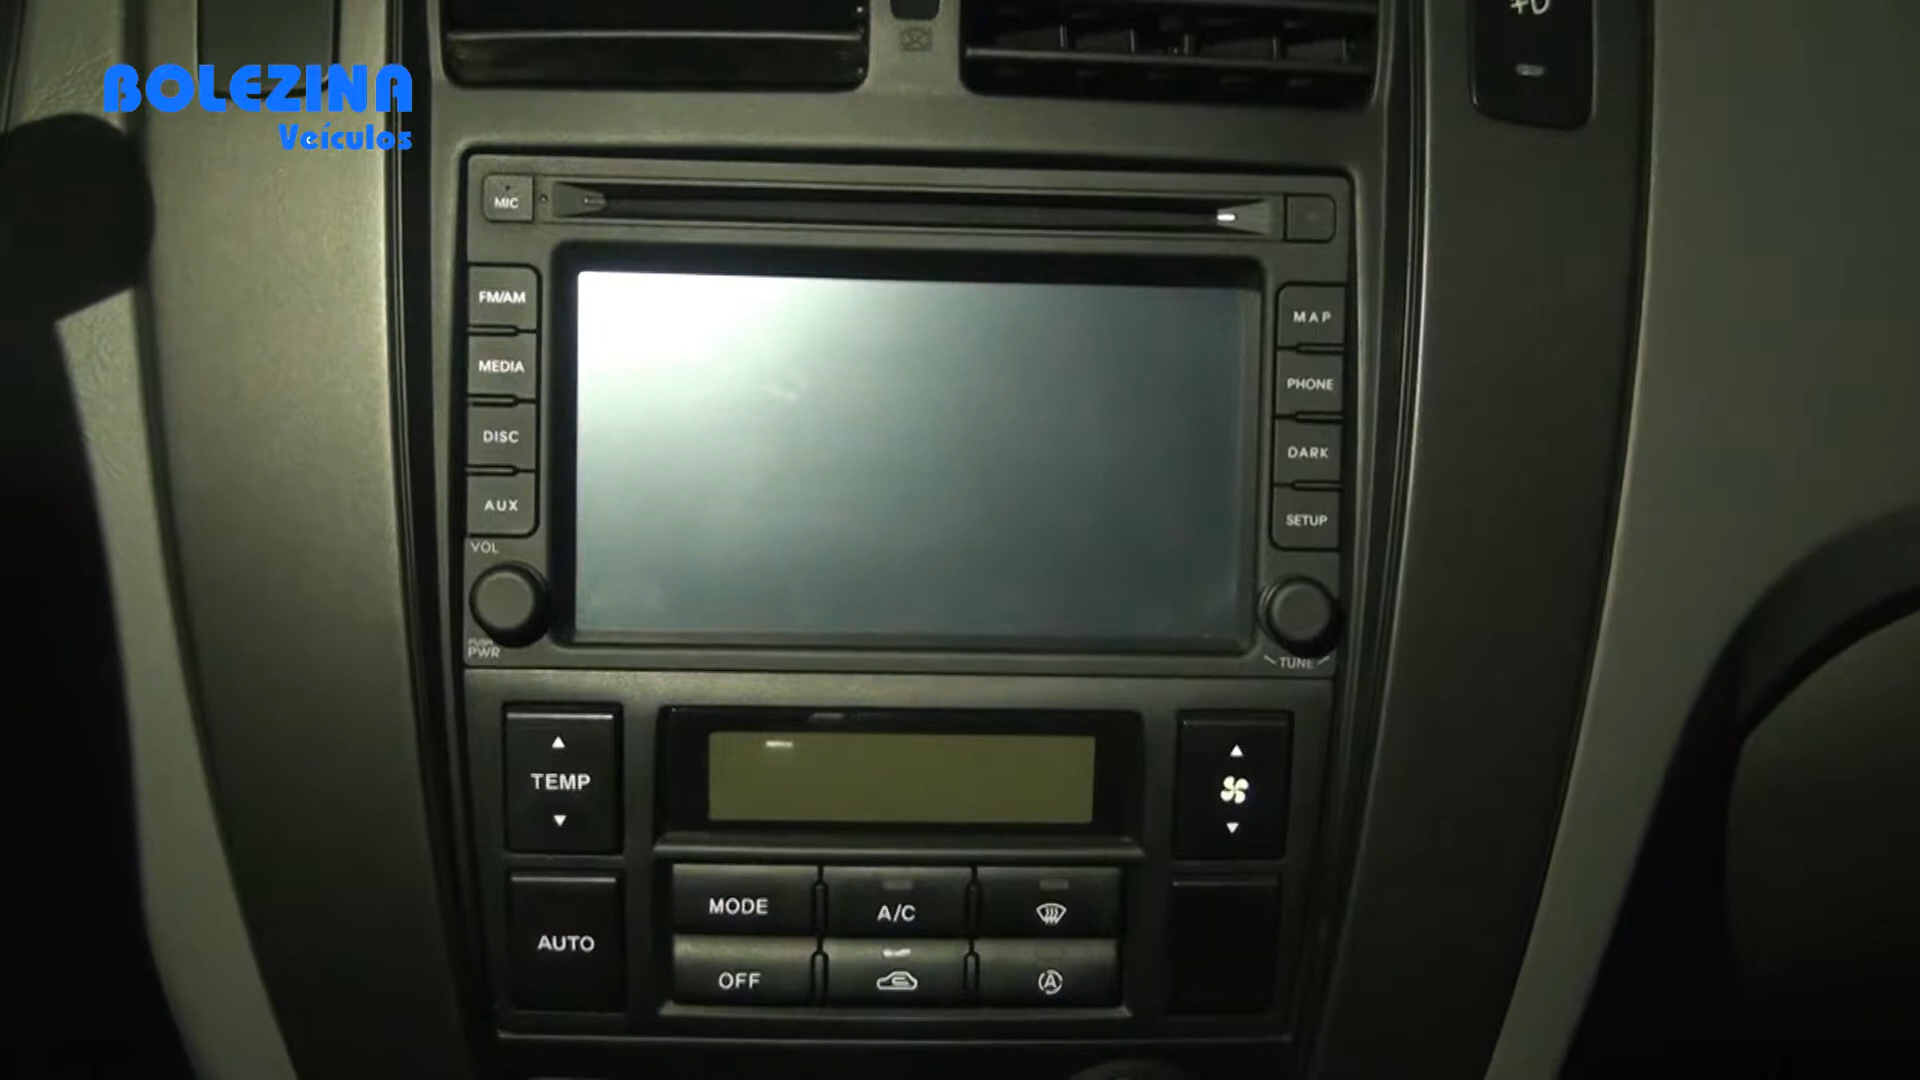 BOLEZINA
Veículos
MIC
FM/AM
MEDIA
DISC
AUX
VOL
PUSH
PWR
MAP
PHONE
DARK
SETUP
TUNE
TEMP
AUTO
MODE
A/C
OFF
A